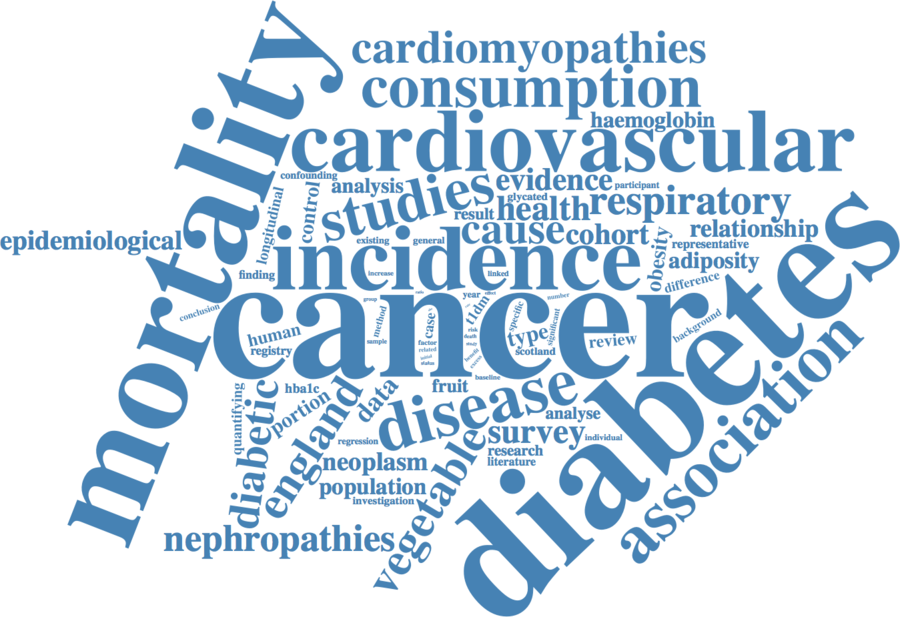 mortality
cardiomyopathies
consumption
haemoglobin
cardiovascular
confounding
analysis
studies
evidence
participant
glycated
longitudinal
control
result
health
respiratory
epidemiological
existing
general
cause
cohort
relationship
obesity
representative
adiposity
finding
incidence
increase
linked
difference
diabetes
conclusion
cancer
group
year
number
method
sample
case
t1dm
specific
significant
background
human
registry
factor
related
status
risk
death
type
scotland
review
excess
baseline
quantifying
diabetic
hba1c
portion
england
data
fruit
disease
analyse
association
regression
vegetable
survey
individual
neoplasm
research
literature
population
investigation
nephropathies